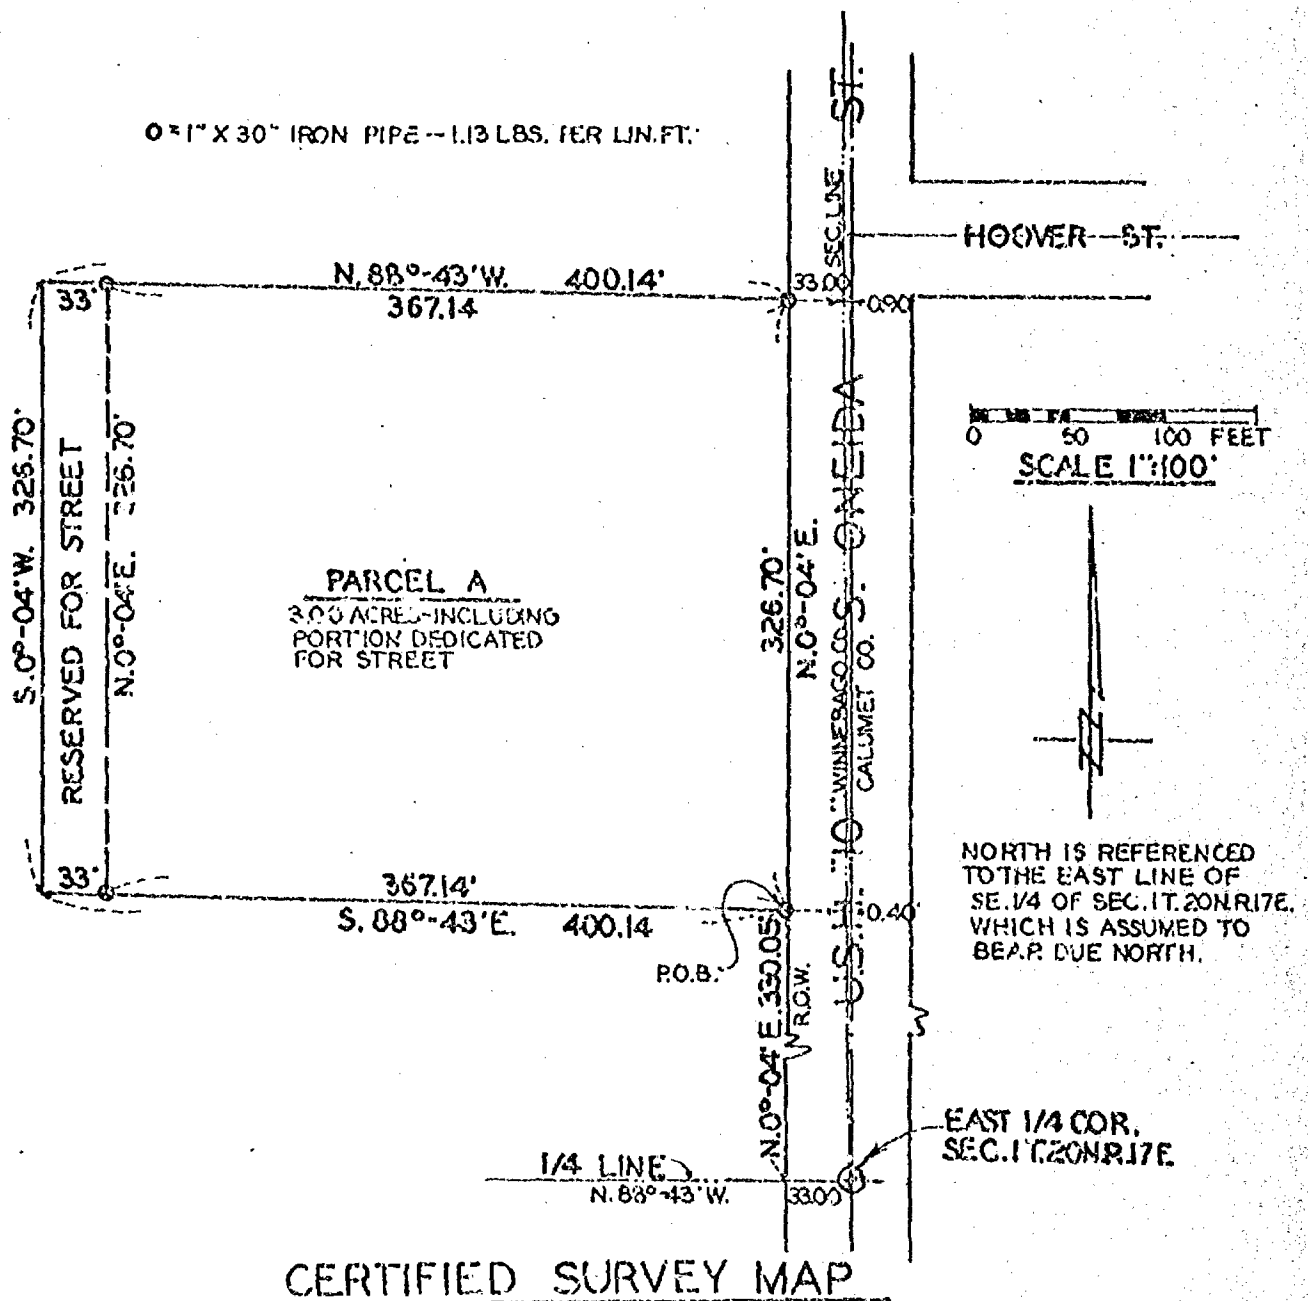 O = 1" X 30" IRON PIPE -- 1.13 LBS. PER LIN. FT.
SEC. LINE
ST.
HOOVER ST.
N. 88°-43' W. 400.14'
33'
367.14
33.00
0.90
0 50 100 FEET
SCALE 1":100'
S. 0°-04' W. 326.70'
RESERVED FOR STREET
N. 0°-04' E. 326.70'
PARCEL A
3.00 ACRES-INCLUDING
PORTION DEDICATED
FOR STREET
326.70'
N. 0°-04' E.
U.S.H. "10" S. ONEIDA
WINNEBAGO CO.
CALUMET CO.
NORTH IS REFERENCED
TO THE EAST LINE OF
SE. 1/4 OF SEC. 1 T. 20N. R. 17E.
WHICH IS ASSUMED TO
BEAR DUE NORTH.
33'
367.14'
S. 88°-43' E. 400.14
0.40'
P.O.B.
N. 0°-04' E. 330.05'
R.O.W.
EAST 1/4 COR.
SEC. 1 T. 20N. R. 17E
1/4 LINE
N. 88°-43' W.
33.00
CERTIFIED SURVEY MAP